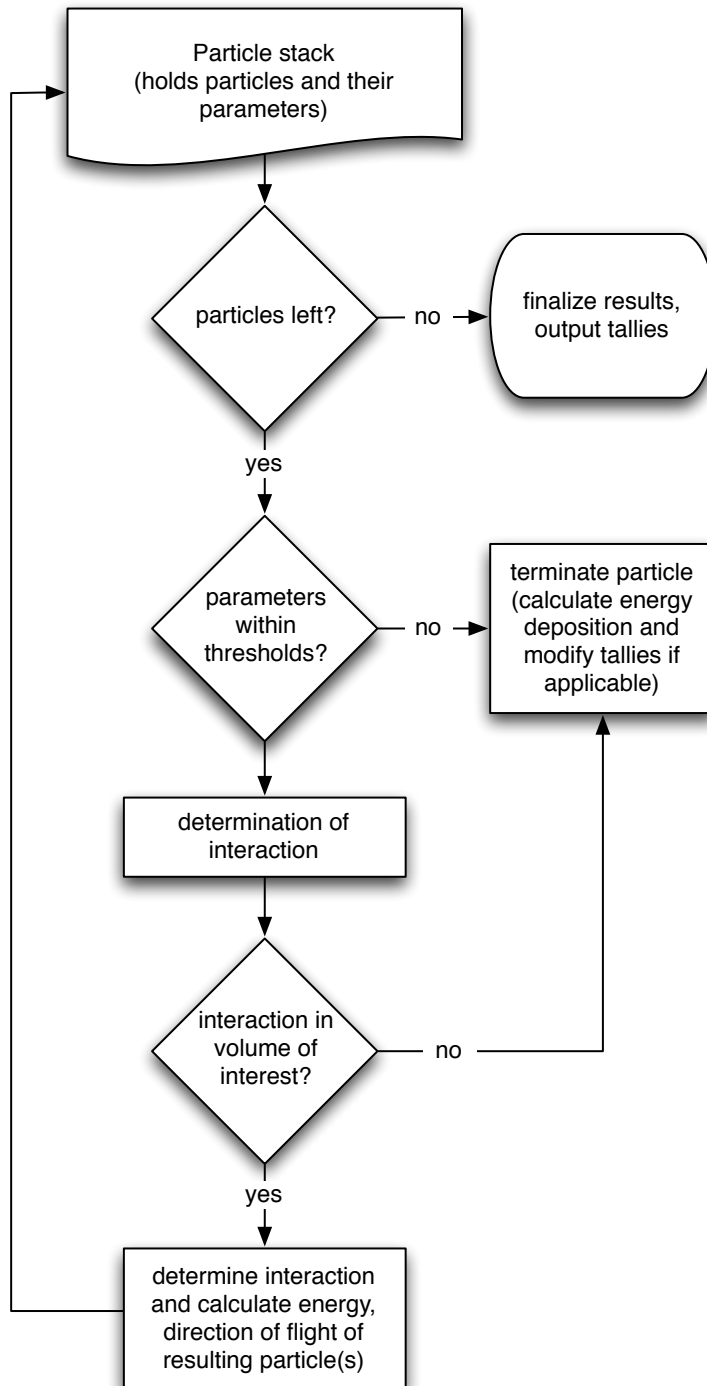 Particle stack
(holds particles and their
parameters)
particles left?
no
finalize results,
output tallies
yes
parameters
within
thresholds?
no
terminate particle
(calculate energy
deposition and
modify tallies if
applicable)
determination of
interaction
interaction in
volume of
interest?
no
yes
determine interaction
and calculate energy,
direction of flight of
resulting particle(s)